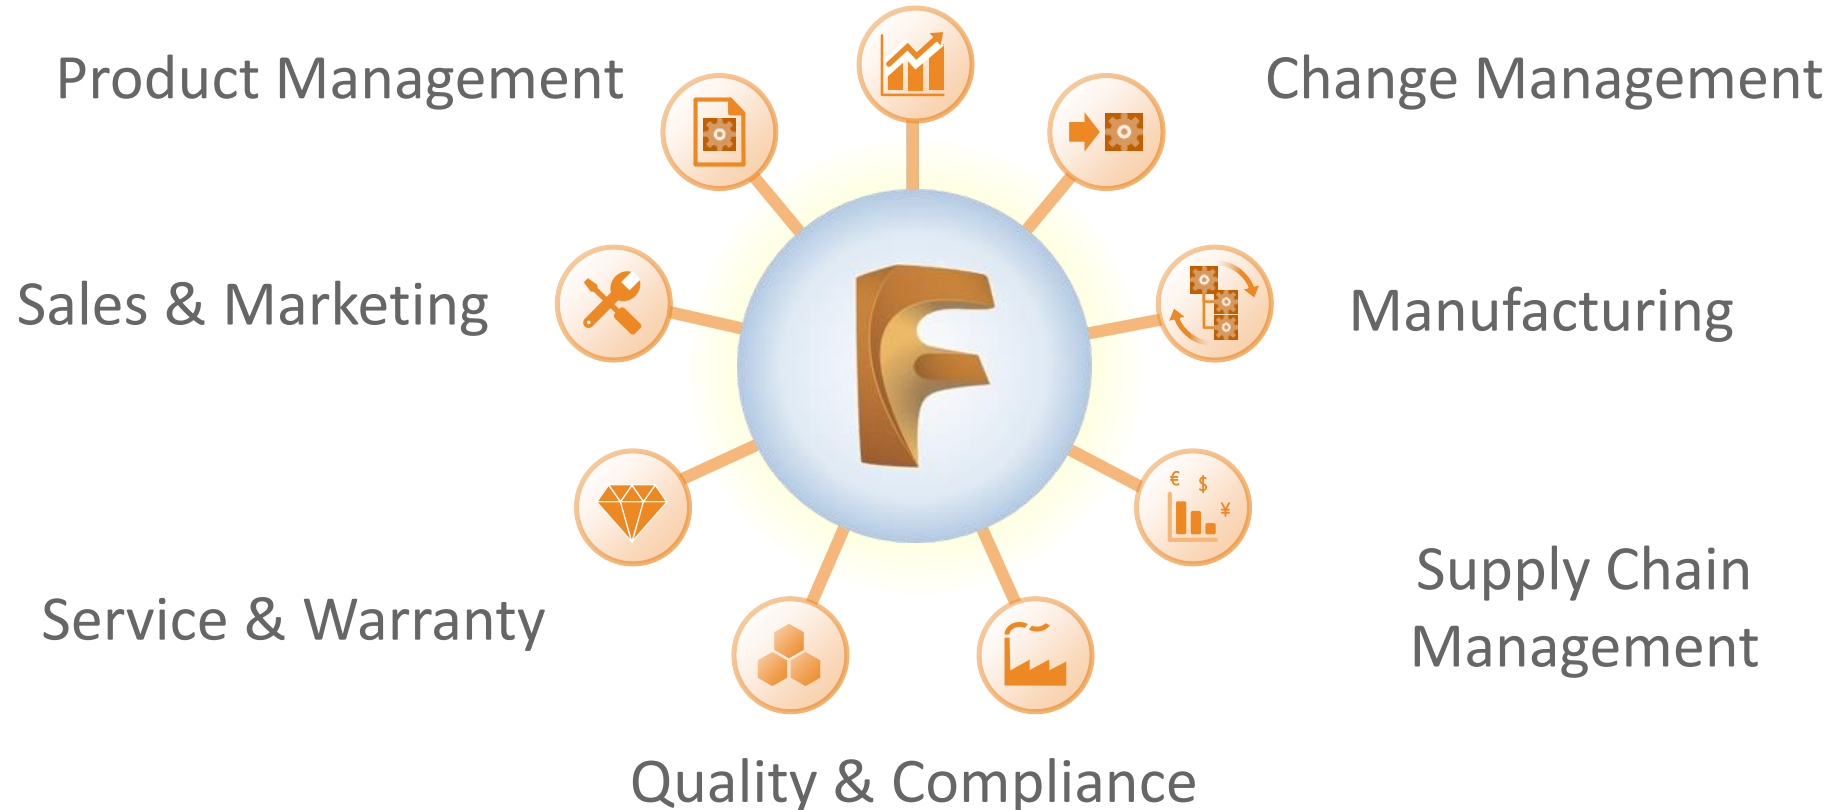 Product Management
Change Management
Sales & Marketing
Manufacturing
F
€ $ ¥
Service & Warranty
Supply Chain
Management
Quality & Compliance